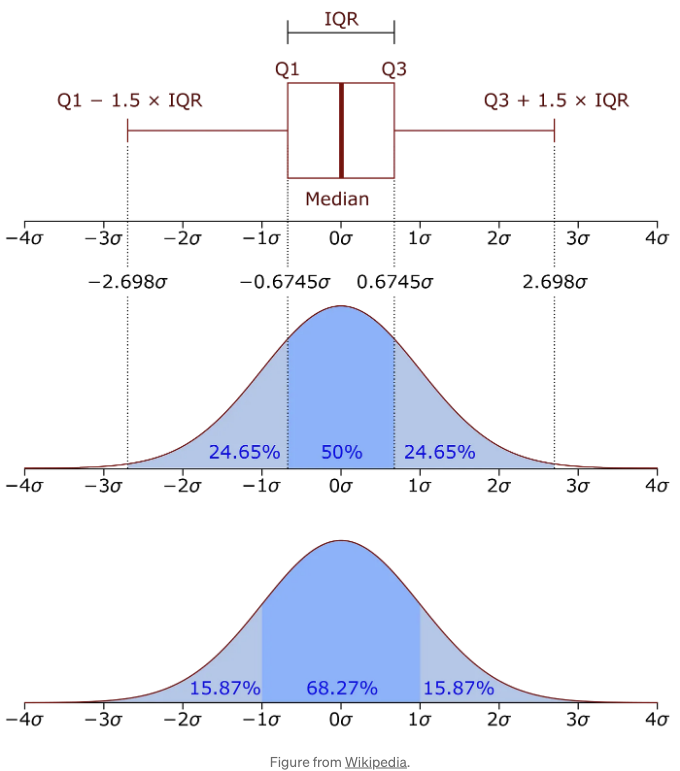 IQR
Q1 Q3
Q1 − 1.5 × IQR Q3 + 1.5 × IQR
Median
−4σ −3σ −2σ −1σ 0σ 1σ 2σ 3σ 4σ
−2.698σ −0.6745σ 0.6745σ 2.698σ
24.65% 50% 24.65%
−4σ −3σ −2σ −1σ 0σ 1σ 2σ 3σ 4σ
15.87% 68.27% 15.87%
−4σ −3σ −2σ −1σ 0σ 1σ 2σ 3σ 4σ
Figure from Wikipedia.